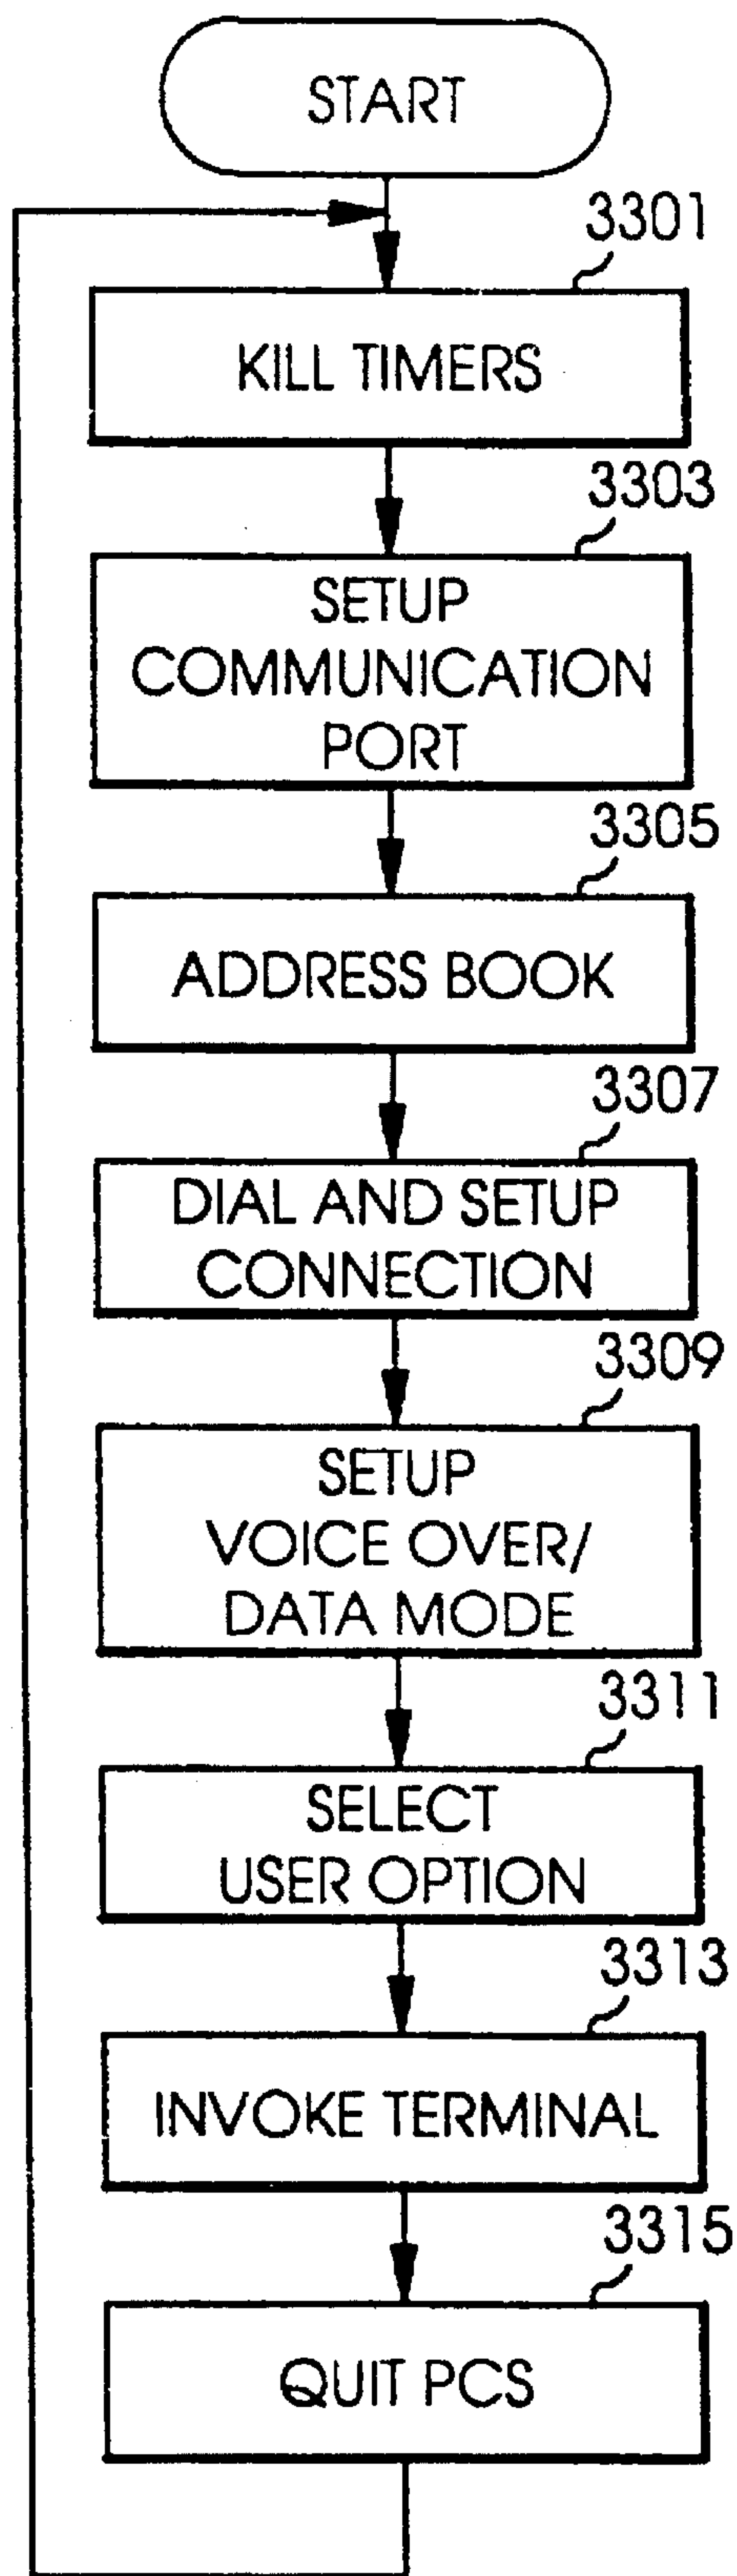 START
3301
KILL TIMERS
3303
SETUP
COMMUNICATION
PORT
3305
ADDRESS BOOK
3307
DIAL AND SETUP
CONNECTION
3309
SETUP
VOICE OVER/
DATA MODE
3311
SELECT
USER OPTION
3313
INVOKE TERMINAL
3315
QUIT PCS